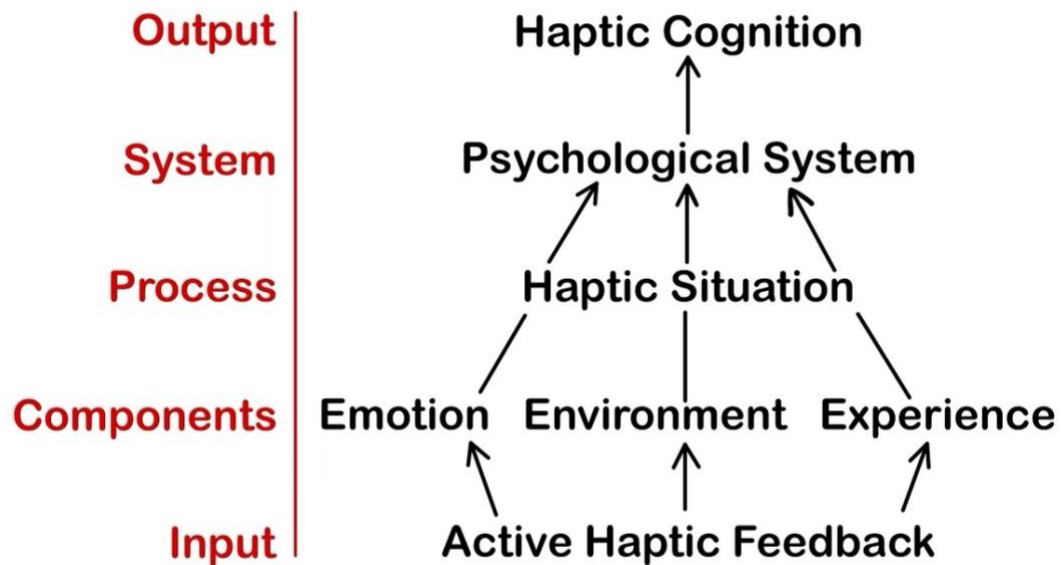 Output Haptic Cognition
System Psychological System
Process Haptic Situation
Components Emotion Environment Experience
Input Active Haptic Feedback